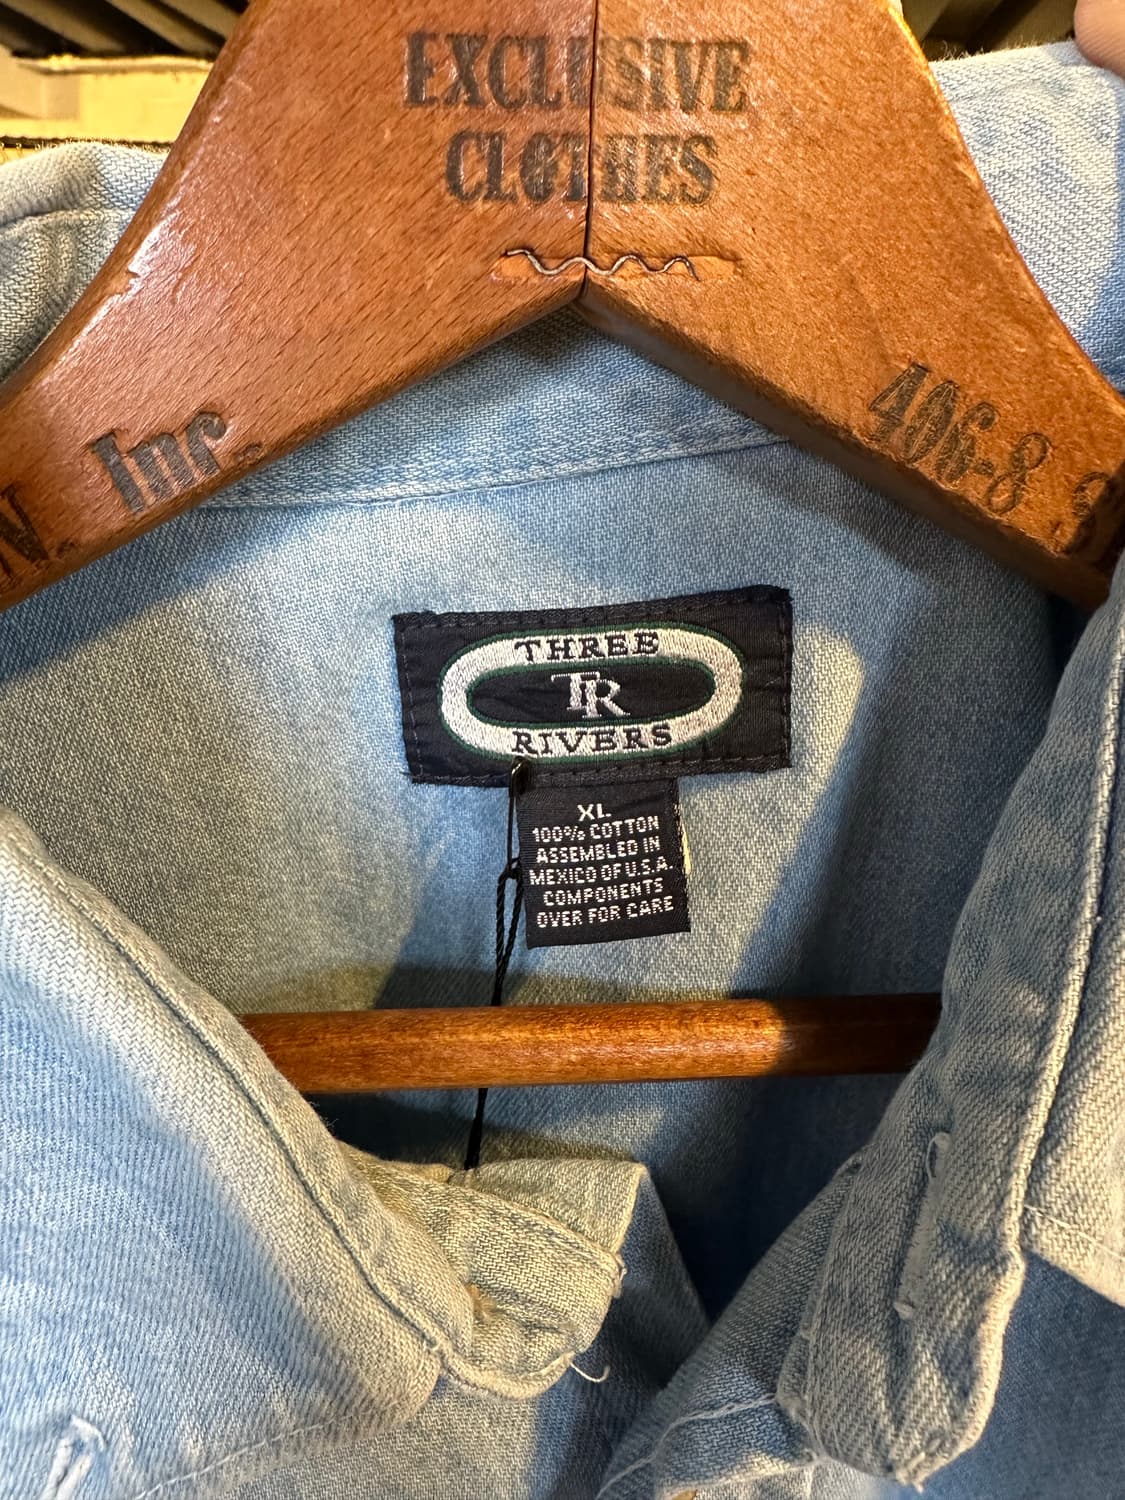 EXCLUSIVE
CLOTHES
N. Inc.
406-8
THREE
TR
RIVERS
XL
100% COTTON
ASSEMBLED IN
MEXICO OF U.S.A.
COMPONENTS
OVER FOR CARE